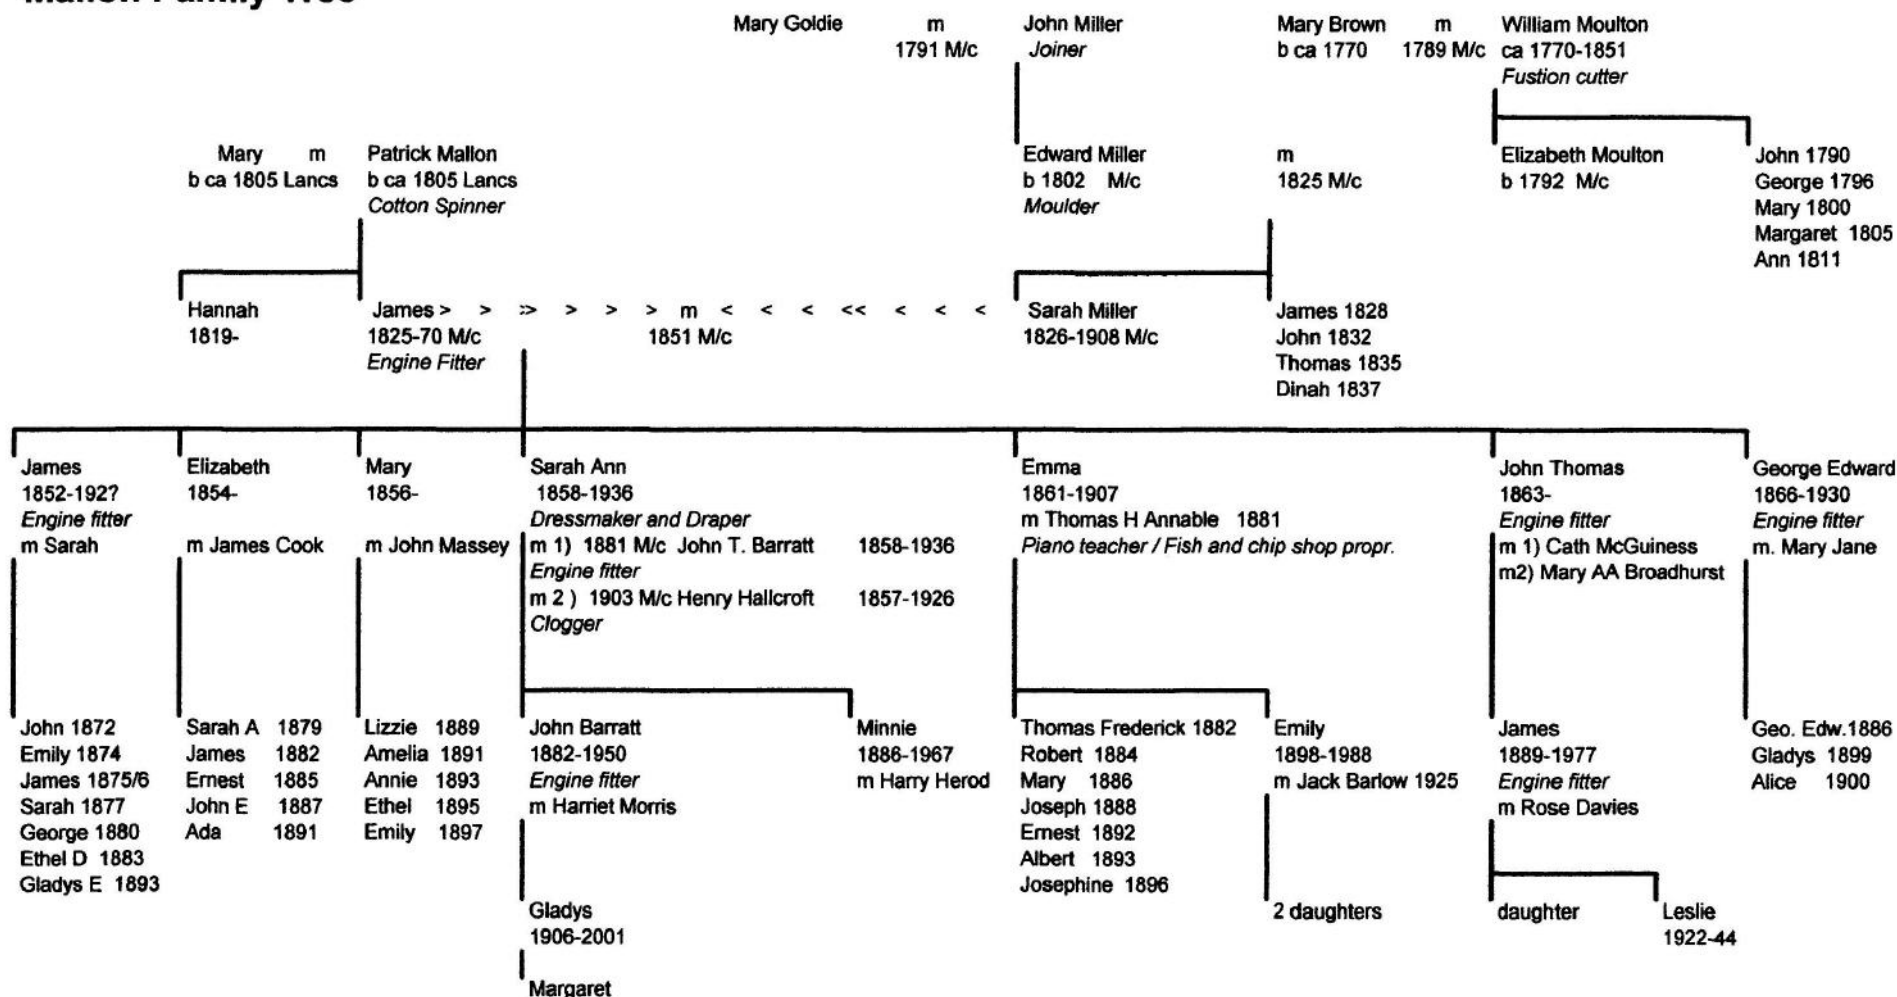 Mallon Family Tree
Mary Goldie m John Miller Mary Brown m William Moulton
1791 M/c Joiner b ca 1770 1789 M/c ca 1770-1851
Fustion cutter
Mary m Patrick Mallon Edward Miller m Elizabeth Moulton John 1790
b ca 1805 Lancs b ca 1805 Lancs b 1802 M/c 1825 M/c b 1792 M/c George 1796
Cotton Spinner Moulder Mary 1800
Margaret 1805
Ann 1811
Hannah James > > >> > > > m < < < << < < < Sarah Miller James 1828
1819- 1825-70 M/c 1851 M/c 1826-1908 M/c John 1832
Engine Fitter Thomas 1835
Dinah 1837
James Elizabeth Mary Sarah Ann Emma John Thomas George Edward
1852-192? 1854- 1856- 1858-1936 1861-1907 1863- 1866-1930
Engine fitter Dressmaker and Draper m Thomas H Annable 1881 Engine fitter Engine fitter
m Sarah m James Cook m John Massey m 1) 1881 M/c John T. Barratt 1858-1936 Piano teacher / Fish and chip shop propr. m 1) Cath McGuiness m. Mary Jane
Engine fitter m2) Mary AA Broadhurst
m 2 ) 1903 M/c Henry Hallcroft 1857-1926
Clogger
John 1872 Sarah A 1879 Lizzie 1889 John Barratt Minnie Thomas Frederick 1882 Emily James Geo. Edw.1886
Emily 1874 James 1882 Amelia 1891 1882-1950 1886-1967 Robert 1884 1898-1988 1889-1977 Gladys 1899
James 1875/6 Ernest 1885 Annie 1893 Engine fitter m Harry Herod Mary 1886 m Jack Barlow 1925 Engine fitter Alice 1900
Sarah 1877 John E 1887 Ethel 1895 m Harriet Morris Joseph 1888 m Rose Davies
George 1880 Ada 1891 Emily 1897 Ernest 1892
Ethel D 1883 Albert 1893
Gladys E 1893 Josephine 1896
Gladys 2 daughters daughter Leslie
1906-2001 1922-44
Margaret